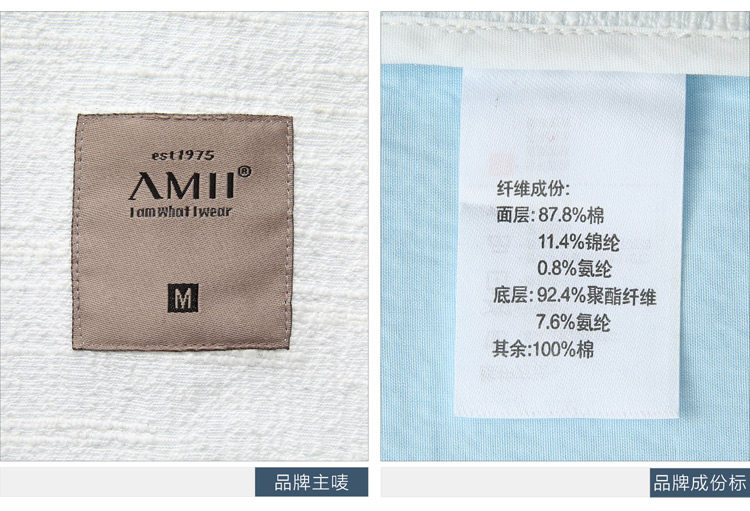 est1975
AMII®
I am what I wear
M
纤维成份:
面层:87.8%棉
11.4%锦纶
0.8%氨纶
底层:92.4%聚酯纤维
7.6%氨纶
其余:100%棉
品牌主唛
品牌成份标